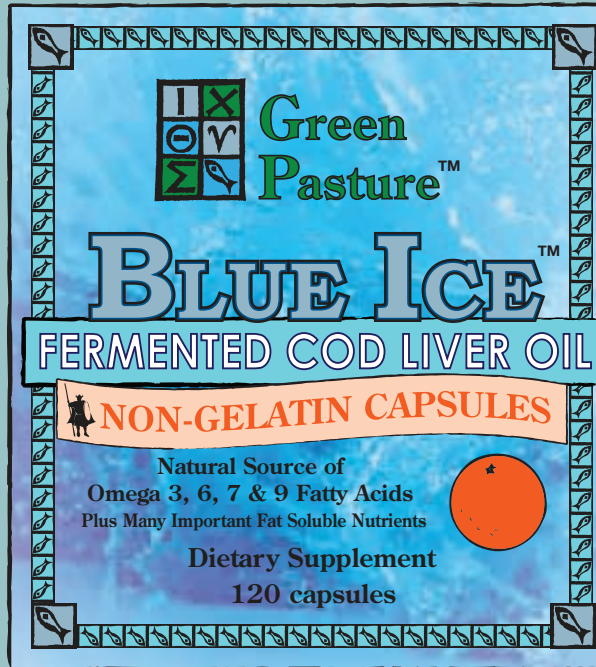 Ι Χ
Θ Υ
Σ
Green
Pasture™
BLUE ICE™
FERMENTED COD LIVER OIL
NON-GELATIN CAPSULES
Natural Source of
Omega 3, 6, 7 & 9 Fatty Acids
Plus Many Important Fat Soluble Nutrients
Dietary Supplement
120 capsules